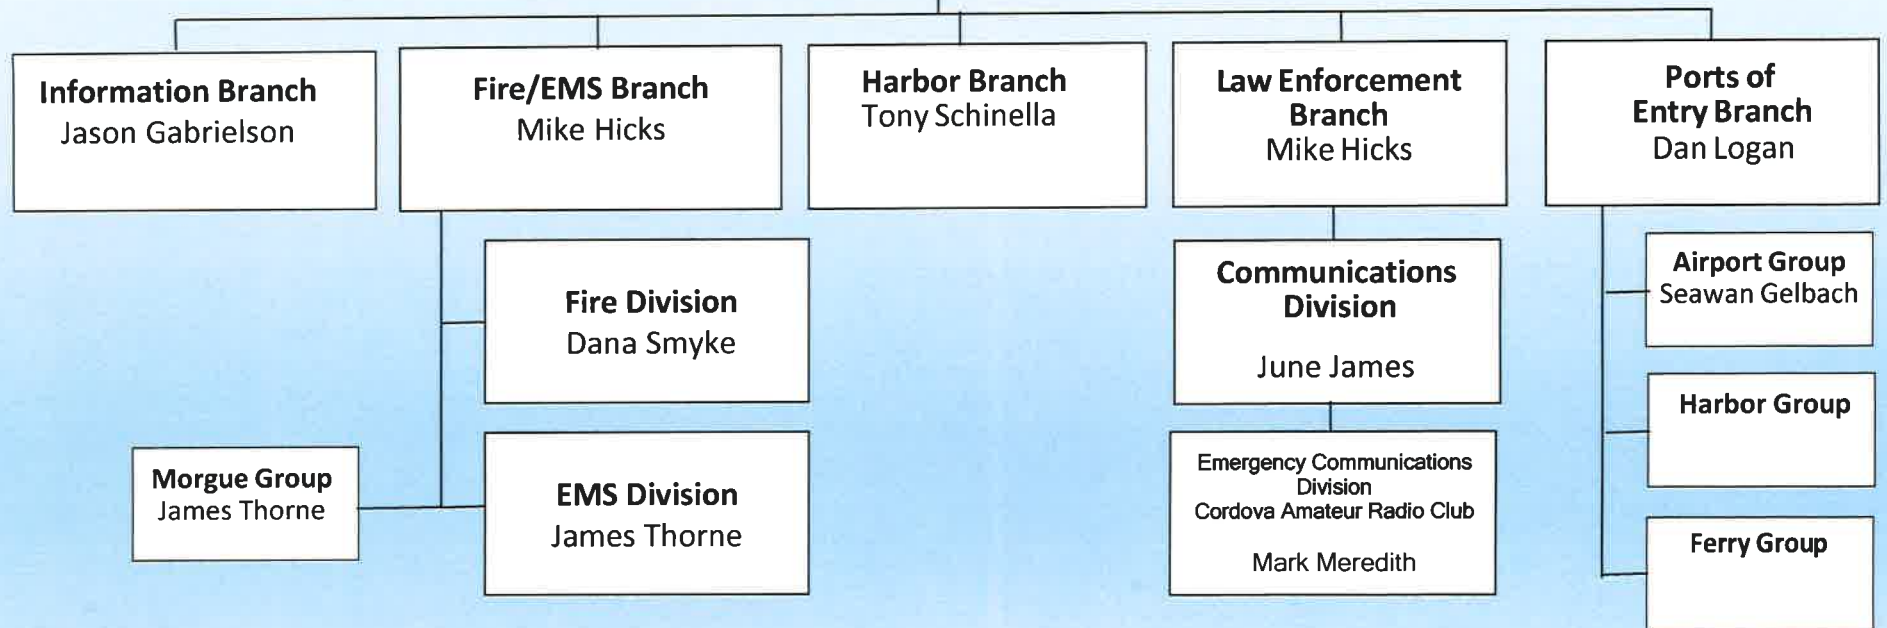 Information Branch
Jason Gabrielson
Fire/EMS Branch
Mike Hicks
Harbor Branch
Tony Schinella
Law Enforcement
Branch
Mike Hicks
Ports of
Entry Branch
Dan Logan
Fire Division
Dana Smyke
Morgue Group
James Thorne
EMS Division
James Thorne
Communications
Division
June James
Emergency Communications
Division
Cordova Amateur Radio Club
Mark Meredith
Airport Group
Seawan Gelbach
Harbor Group
Ferry Group